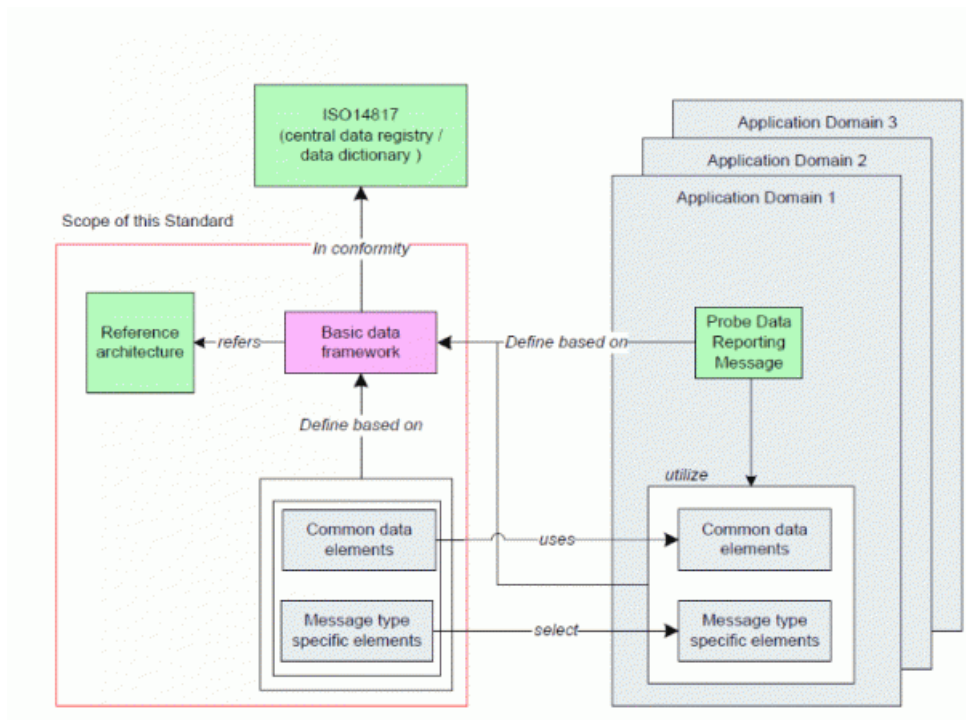 ISO14817
(central data registry /
data dictionary )
Application Domain 3
Application Domain 2
Application Domain 1
Scope of this Standard
In conformity
Reference
architecture
refers
Basic data
framework
Define based on
Probe Data
Reporting
Message
Define based on
utilize
Common data
elements
uses
Common data
elements
Message type
specific elements
select
Message type
specific elements